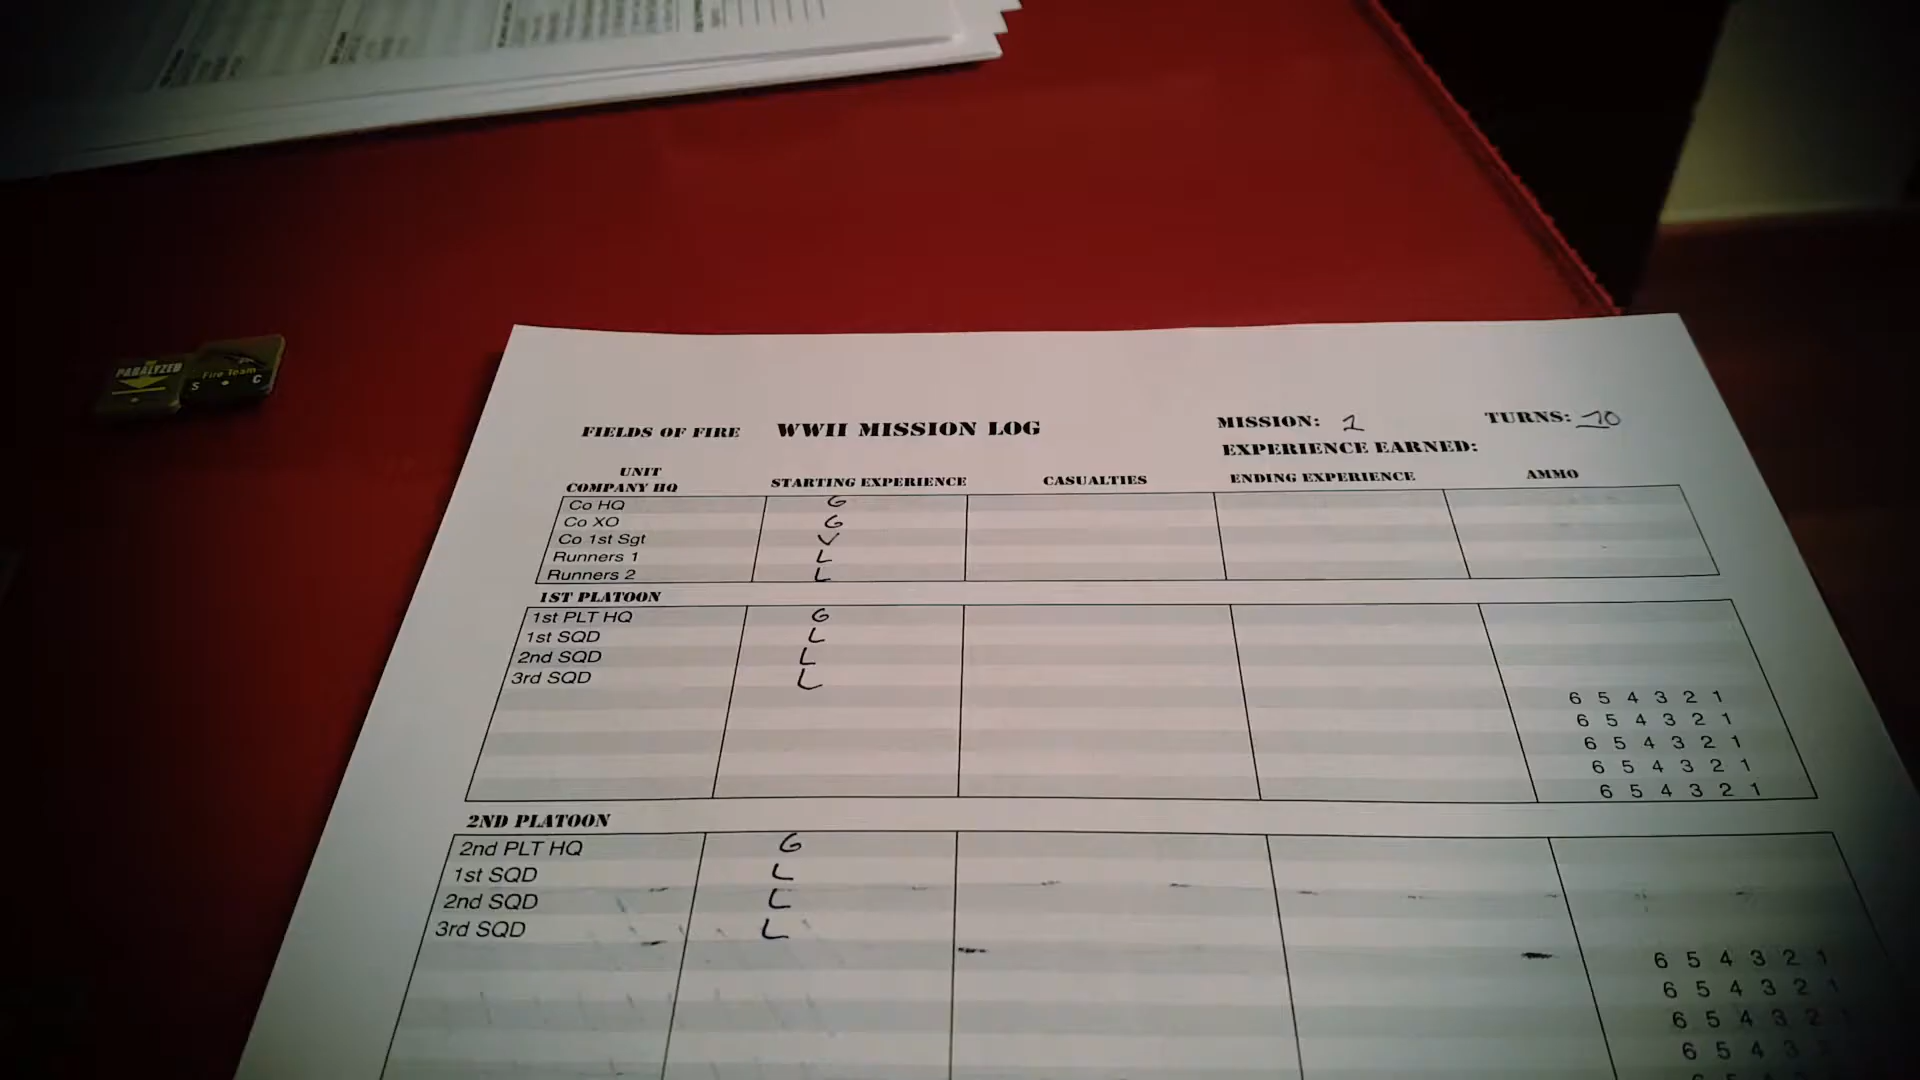 PARALYZED
Fire Team
S C
FIELDS OF FIRE WWII MISSION LOG MISSION: 1 TURNS: 10
EXPERIENCE EARNED:
UNIT
COMPANY HQ STARTING EXPERIENCE CASUALTIES ENDING EXPERIENCE AMMO
Co HQ G
Co XO G
Co 1st Sgt V
Runners 1 L
Runners 2 L
1ST PLATOON
1st PLT HQ G
1st SQD L
2nd SQD L
3rd SQD L
6 5 4 3 2 1
6 5 4 3 2 1
6 5 4 3 2 1
6 5 4 3 2 1
6 5 4 3 2 1
2ND PLATOON
2nd PLT HQ G
1st SQD L
2nd SQD L
3rd SQD L
6 5 4 3 2 1
6 5 4 3 2 1
6 5 4 3 2
6 5 4 3